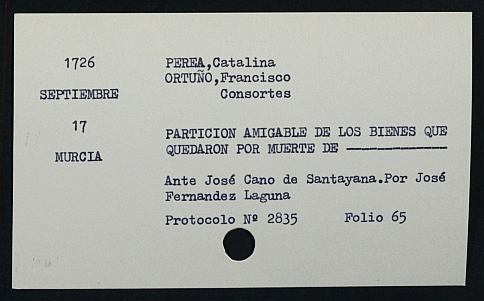 1726
SEPTIEMBRE
17
MURCIA
PEREA,Catalina
ORTUÑO,Francisco
Consortes
PARTICION AMIGABLE DE LOS BIENES QUE
QUEDARON POR MUERTE DE —————————————
Ante José Cano de Santayana.Por José
Fernandez Laguna
Protocolo Nº 2835 Folio 65